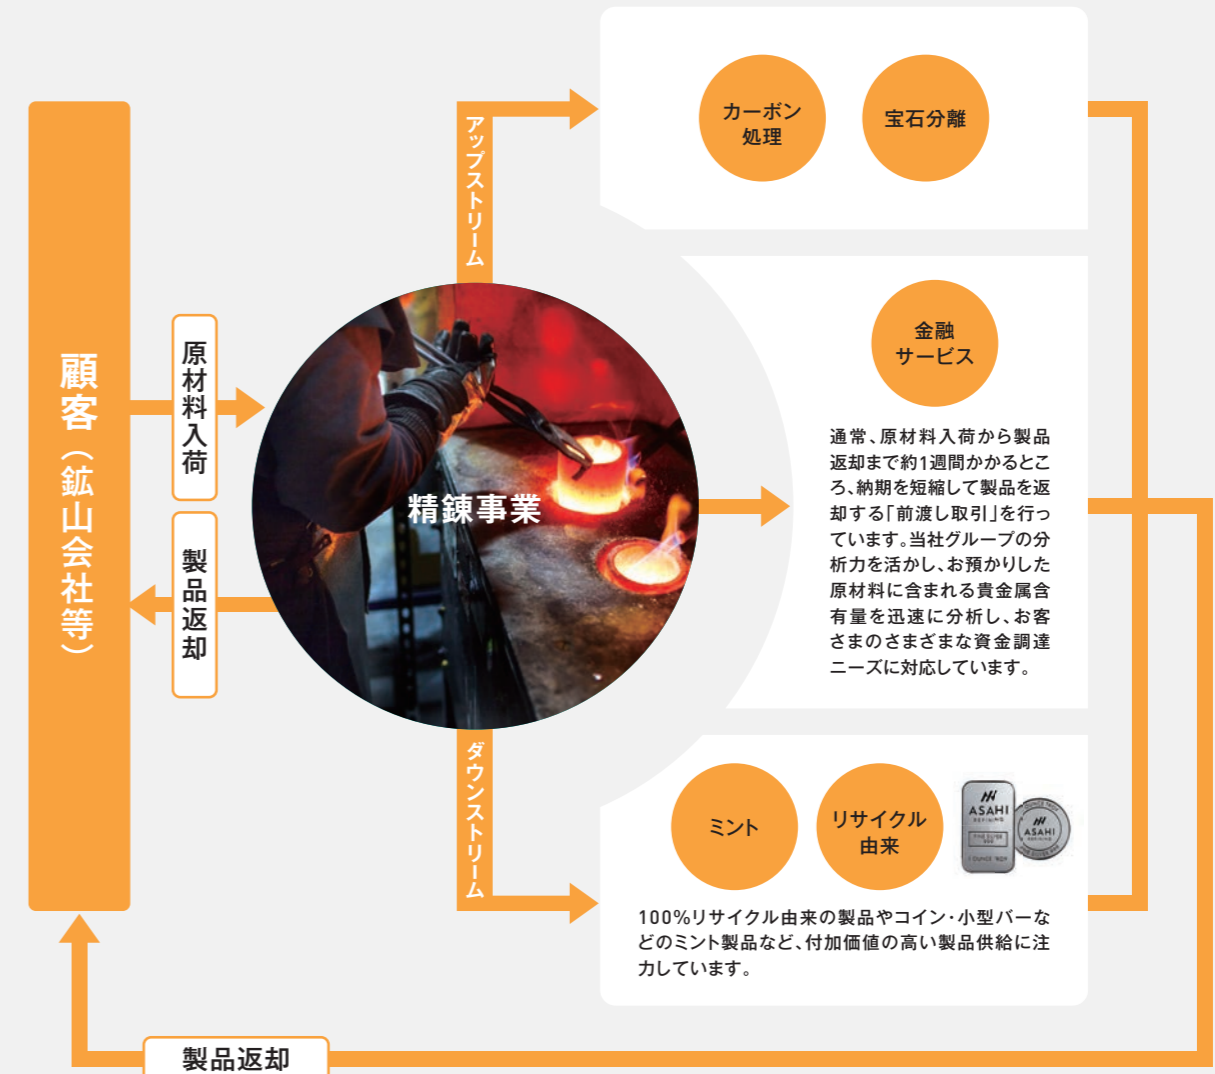 顧客（鉱山会社等）
原材料入荷
製品返却
アップストリーム
精錬事業
ダウンストリーム
カーボン
処理
宝石分離
金融
サービス
通常、原材料入荷から製品
返却まで約1週間かかるとこ
ろ、納期を短縮して製品を返
却する「前渡し取引」を行っ
ています。当社グループの分
析力を活かし、お預かりした
原材料に含まれる貴金属含
有量を迅速に分析し、お客
さまのさまざまな資金調達
ニーズに対応しています。
ミント
リサイクル
由来
ASAHI
REFINING
FINE SILVER
999
1 OUNCE TROY
ASAHI
REFINING
100％リサイクル由来の製品やコイン・小型バーな
どのミント製品など、付加価値の高い製品供給に注
力しています。
製品返却